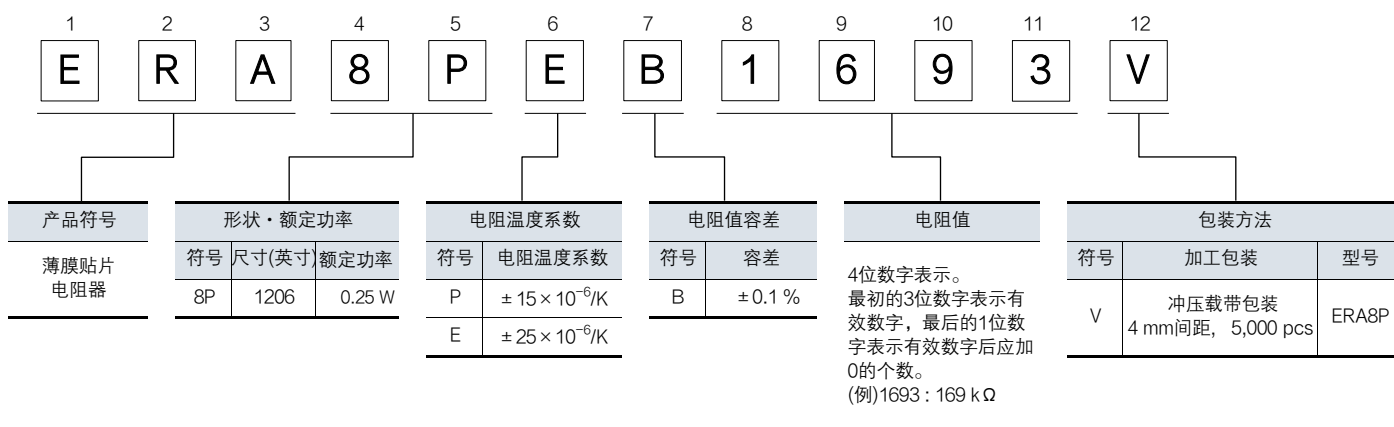 1 2 3 4 5 6 7 8 9 10 11 12
E R A 8 P E B 1 6 9 3 V
产品符号
薄膜贴片
电阻器
形状・额定功率
符号 尺寸(英寸) 额定功率
8P 1206 0.25 W
电阻温度系数
符号 电阻温度系数
P ±15×10⁻⁶/K
E ±25×10⁻⁶/K
电阻值容差
符号 容差
B ±0.1 %
电阻值
4位数字表示。
最初的3位数字表示有
效数字，最后的1位数
字表示有效数字后应加
0的个数。
(例)1693 : 169 kΩ
包装方法
符号 加工包装 型号
V 冲压载带包装 ERA8P
4 mm间距, 5,000 pcs